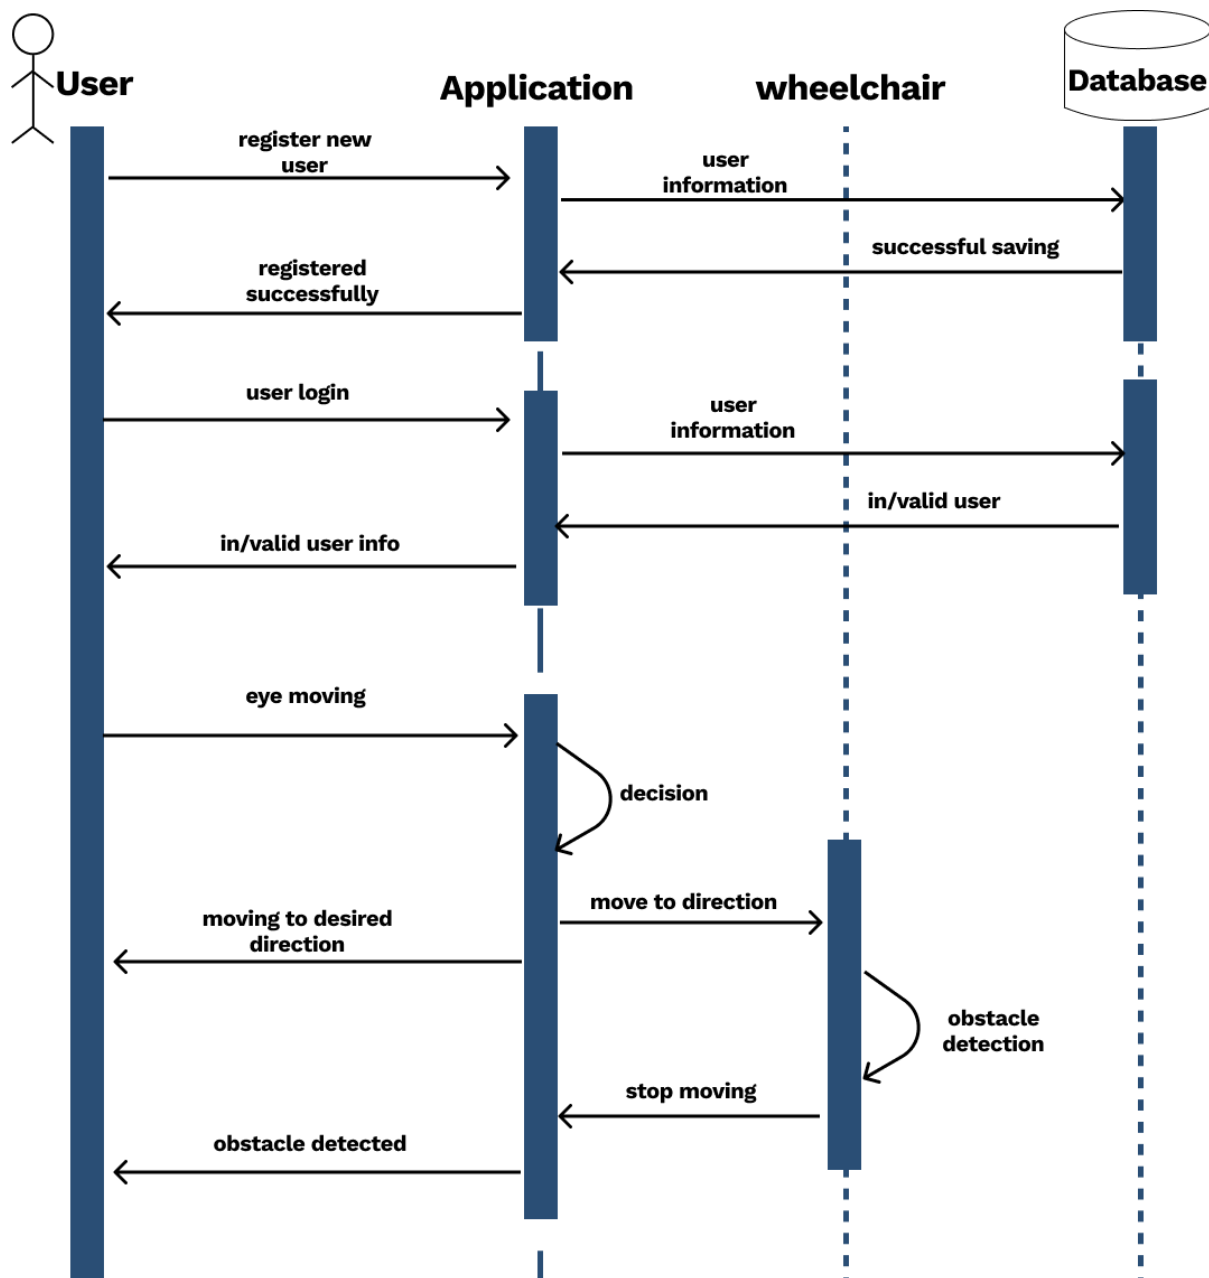 User
Application
wheelchair
Database
register new
user
user
information
successful saving
registered
successfully
user login
user
information
in/valid user
in/valid user info
eye moving
decision
move to direction
moving to desired
direction
obstacle
detection
stop moving
obstacle detected